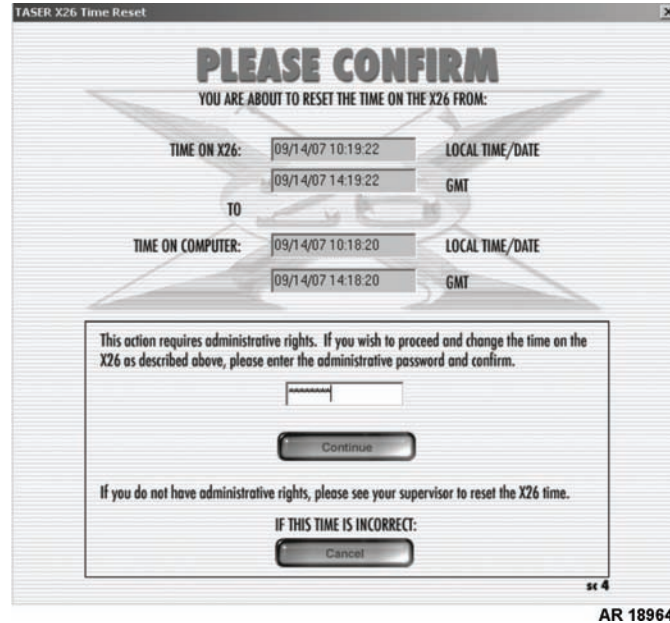 TASER X26 Time Reset
PLEASE CONFIRM
YOU ARE ABOUT TO RESET THE TIME ON THE X26 FROM:
TIME ON X26: 09/14/07 10:19:22 LOCAL TIME/DATE
09/14/07 14:19:22 GMT
TO
TIME ON COMPUTER: 09/14/07 10:18:20 LOCAL TIME/DATE
09/14/07 14:18:20 GMT
This action requires administrative rights. If you wish to proceed and change the time on the
X26 as described above, please enter the administrative password and confirm.
********
Continue
If you do not have administrative rights, please see your supervisor to reset the X26 time.
IF THIS TIME IS INCORRECT:
Cancel
sc 4
AR 18964